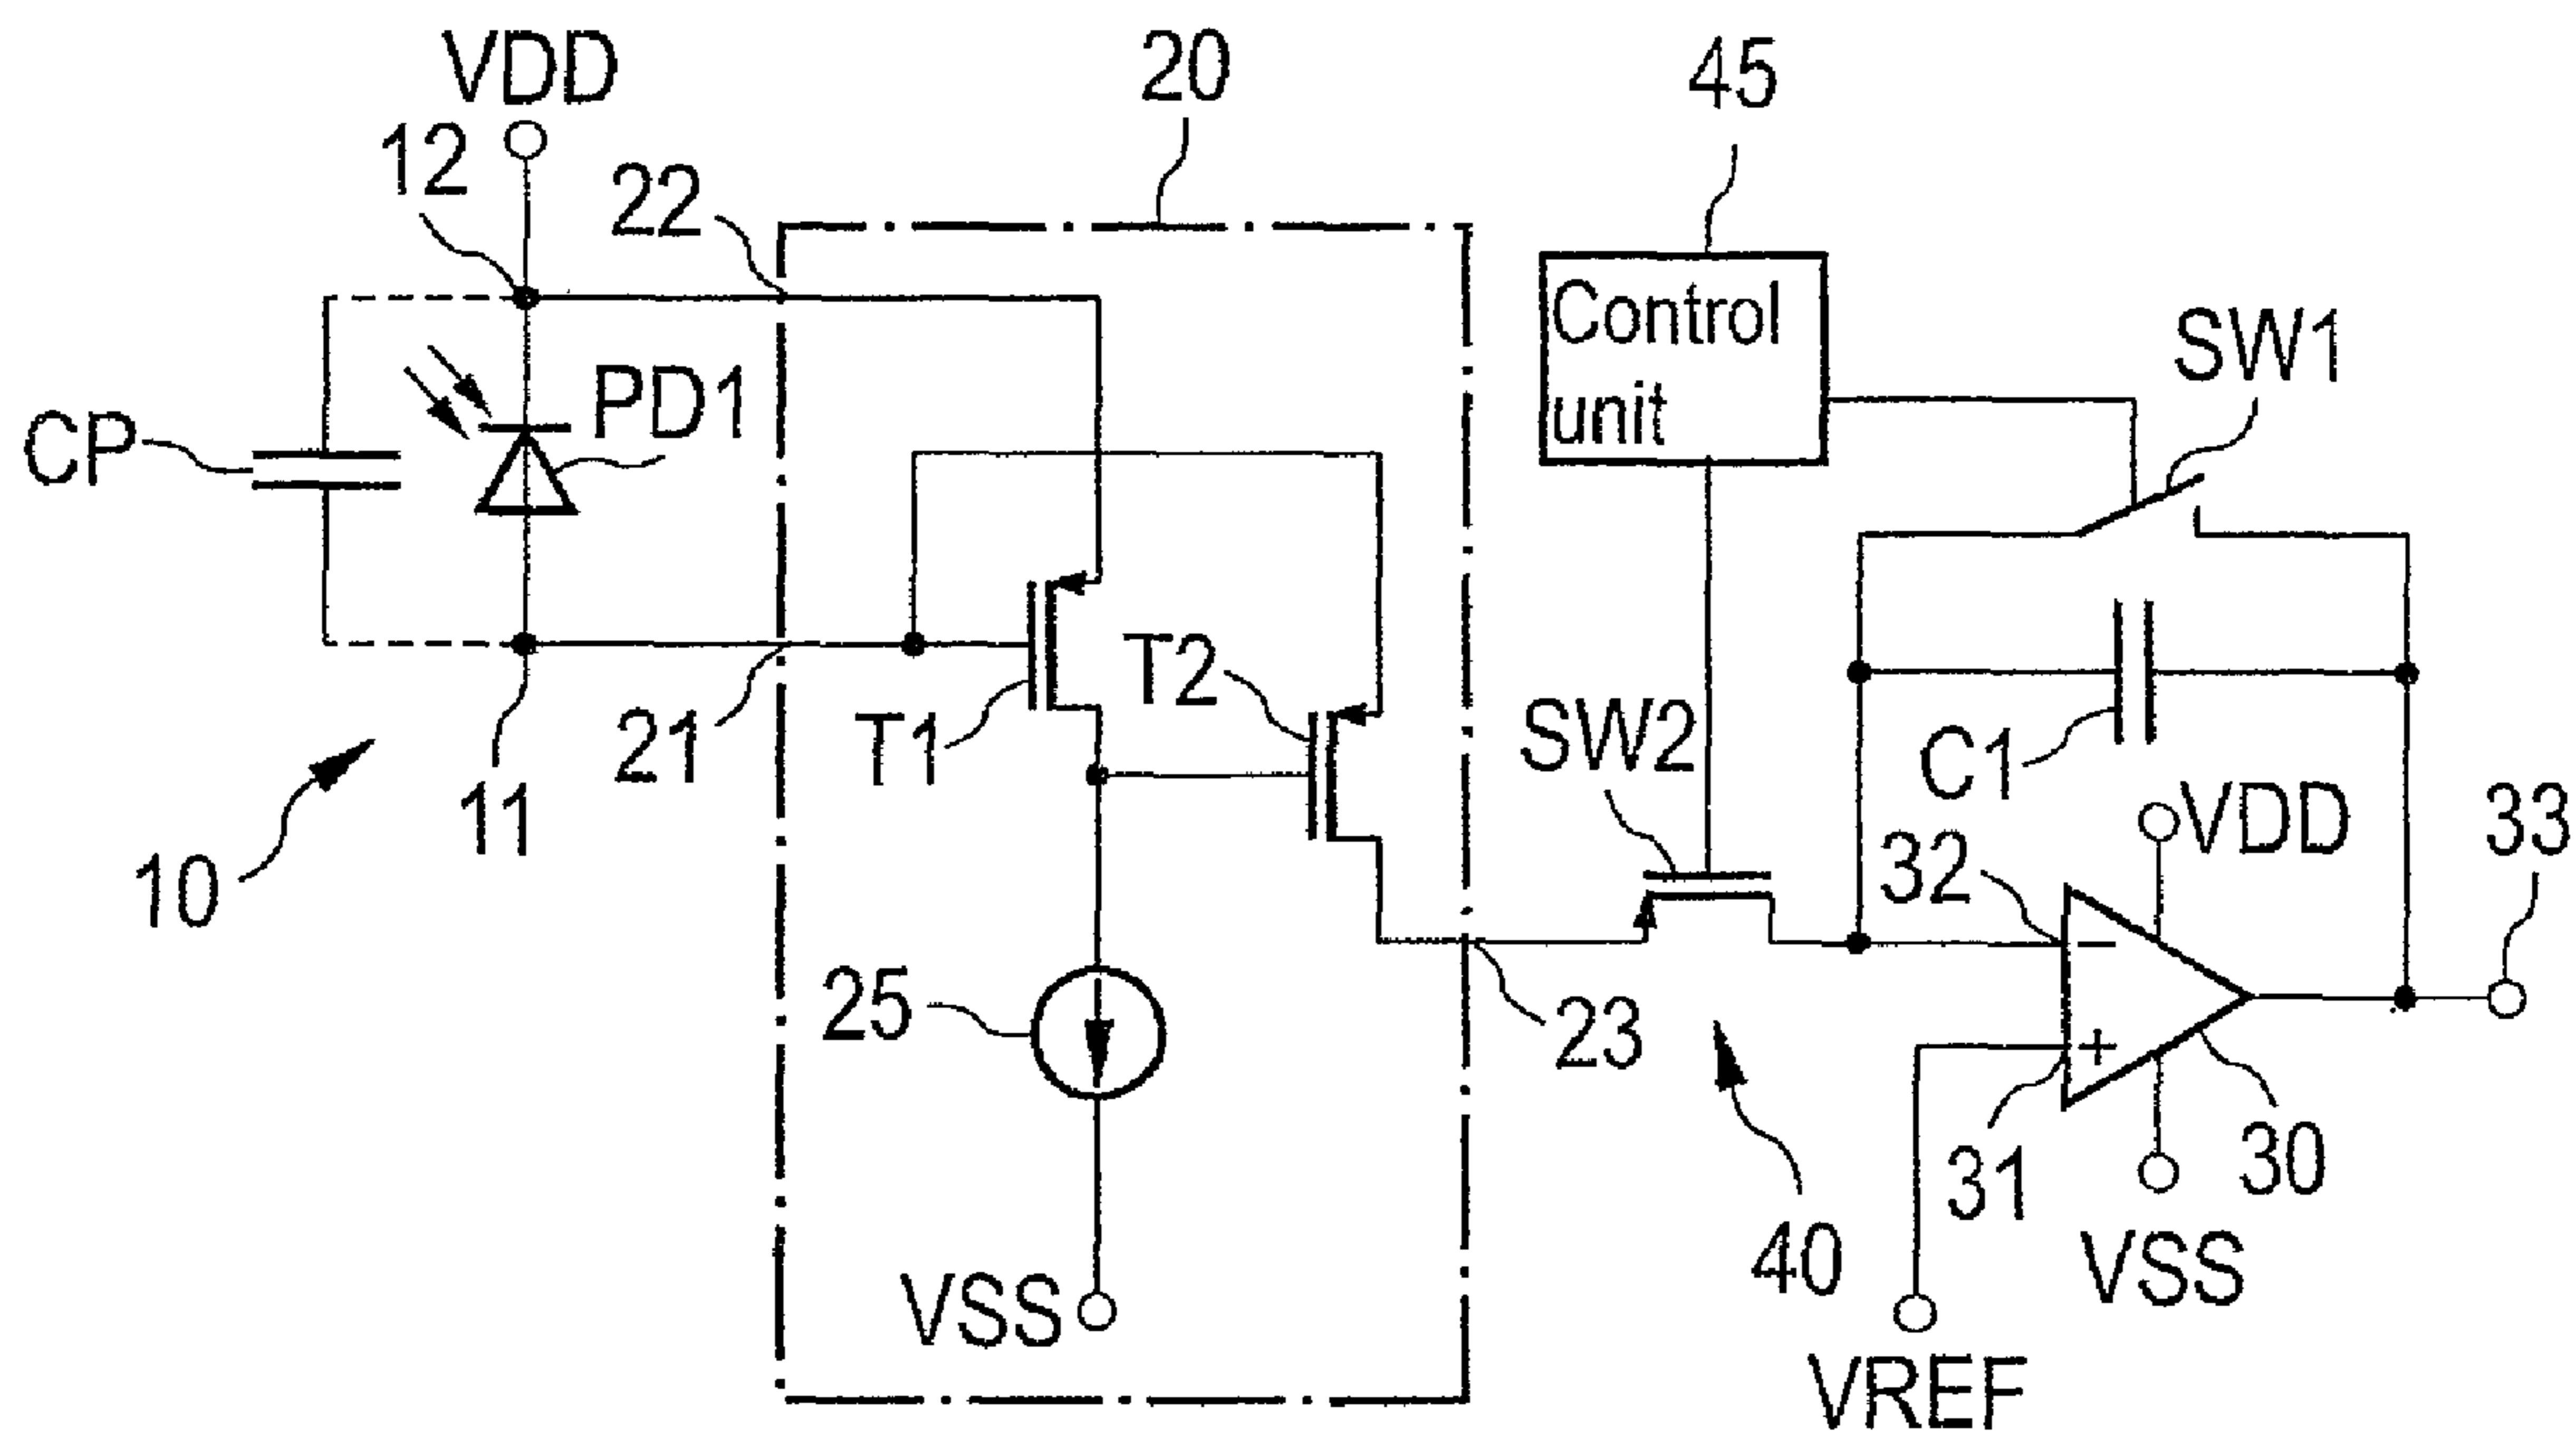 VDD
20
45
12
22
Control
unit
SW1
CP
PD1
T2
SW2
21
T1
C1
VDD
33
11
10
32
25
23
31
30
40
VSS
VSS
VREF